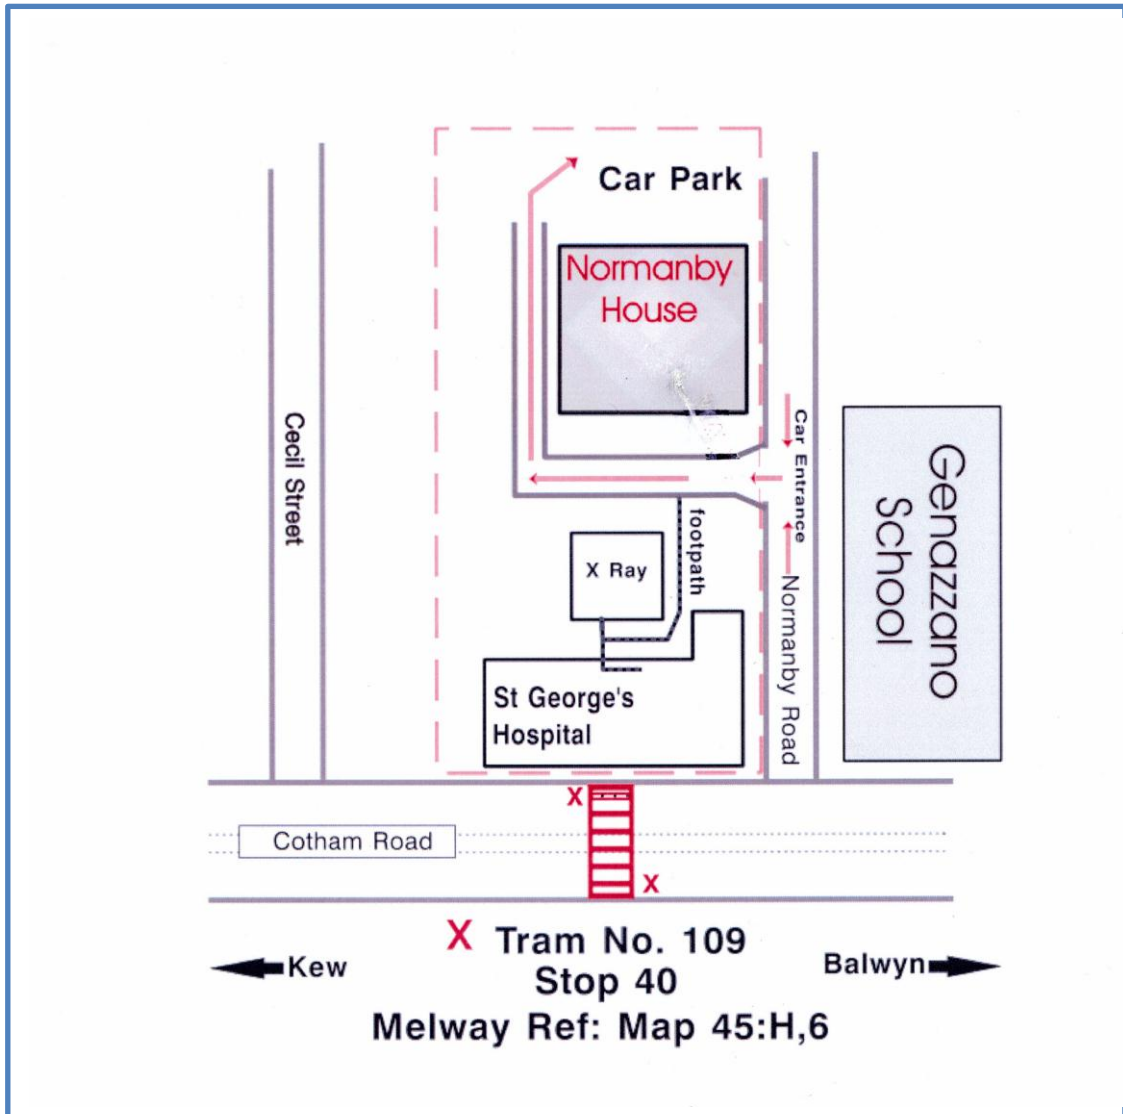 Car Park
Normanby
House
Cecil Street
Car Entrance
Genazzano
School
footpath
X Ray
Normanby Road
St George's
Hospital
X
Cotham Road
X
X Tram No. 109
Kew
Balwyn
Stop 40
Melway Ref: Map 45:H,6